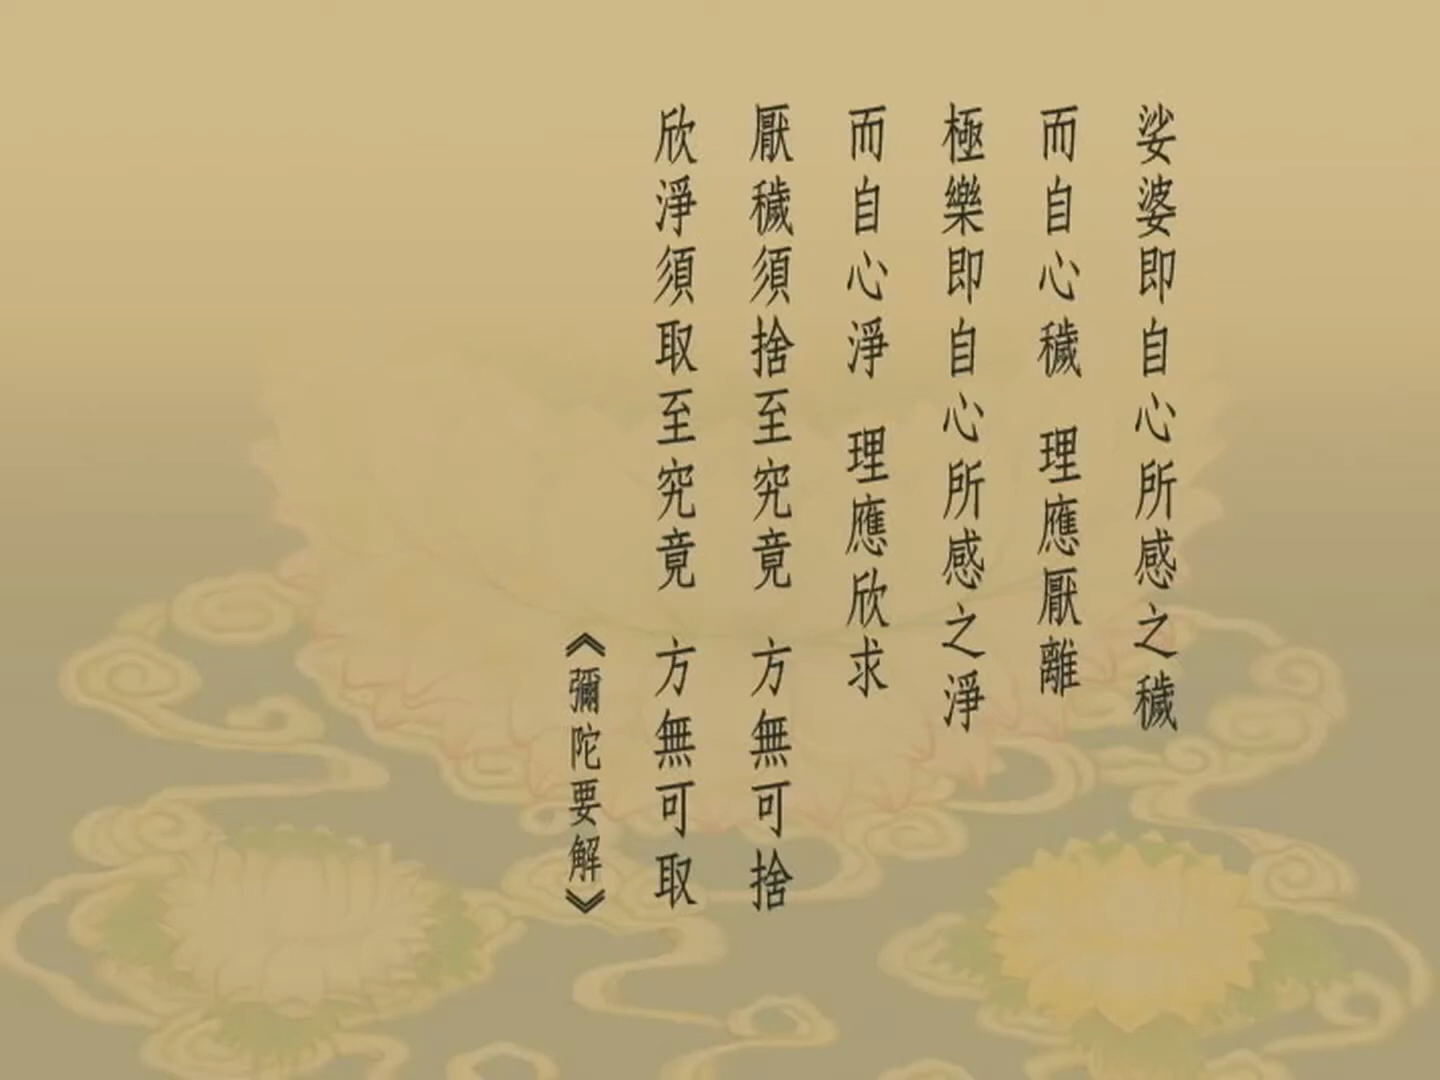 娑婆即自心所感之穢
而自心穢　理應厭離
極樂即自心所感之淨
而自心淨　理應欣求
厭穢須捨至究竟　方無可捨
欣淨須取至究竟　方無可取
《彌陀要解》